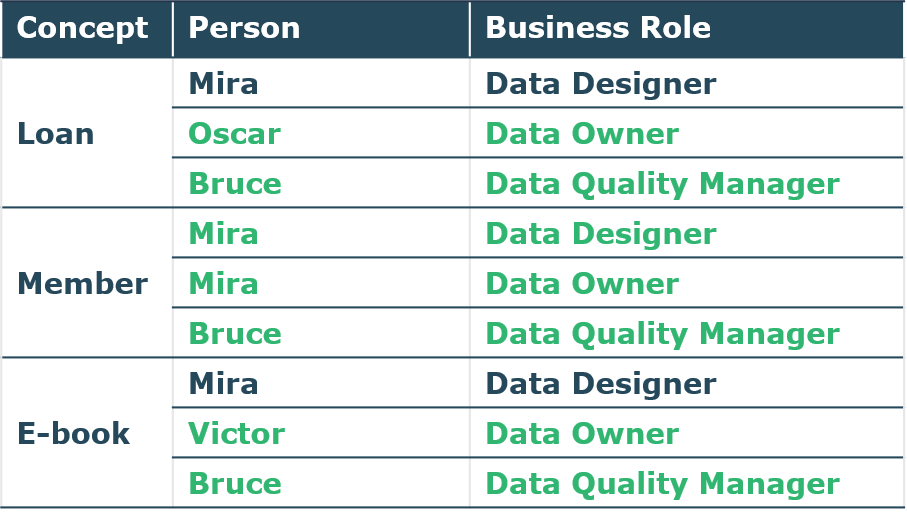 Concept Person Business Role
Mira Data Designer
Loan Oscar Data Owner
Bruce Data Quality Manager
Mira Data Designer
Member Mira Data Owner
Bruce Data Quality Manager
Mira Data Designer
E-book Victor Data Owner
Bruce Data Quality Manager